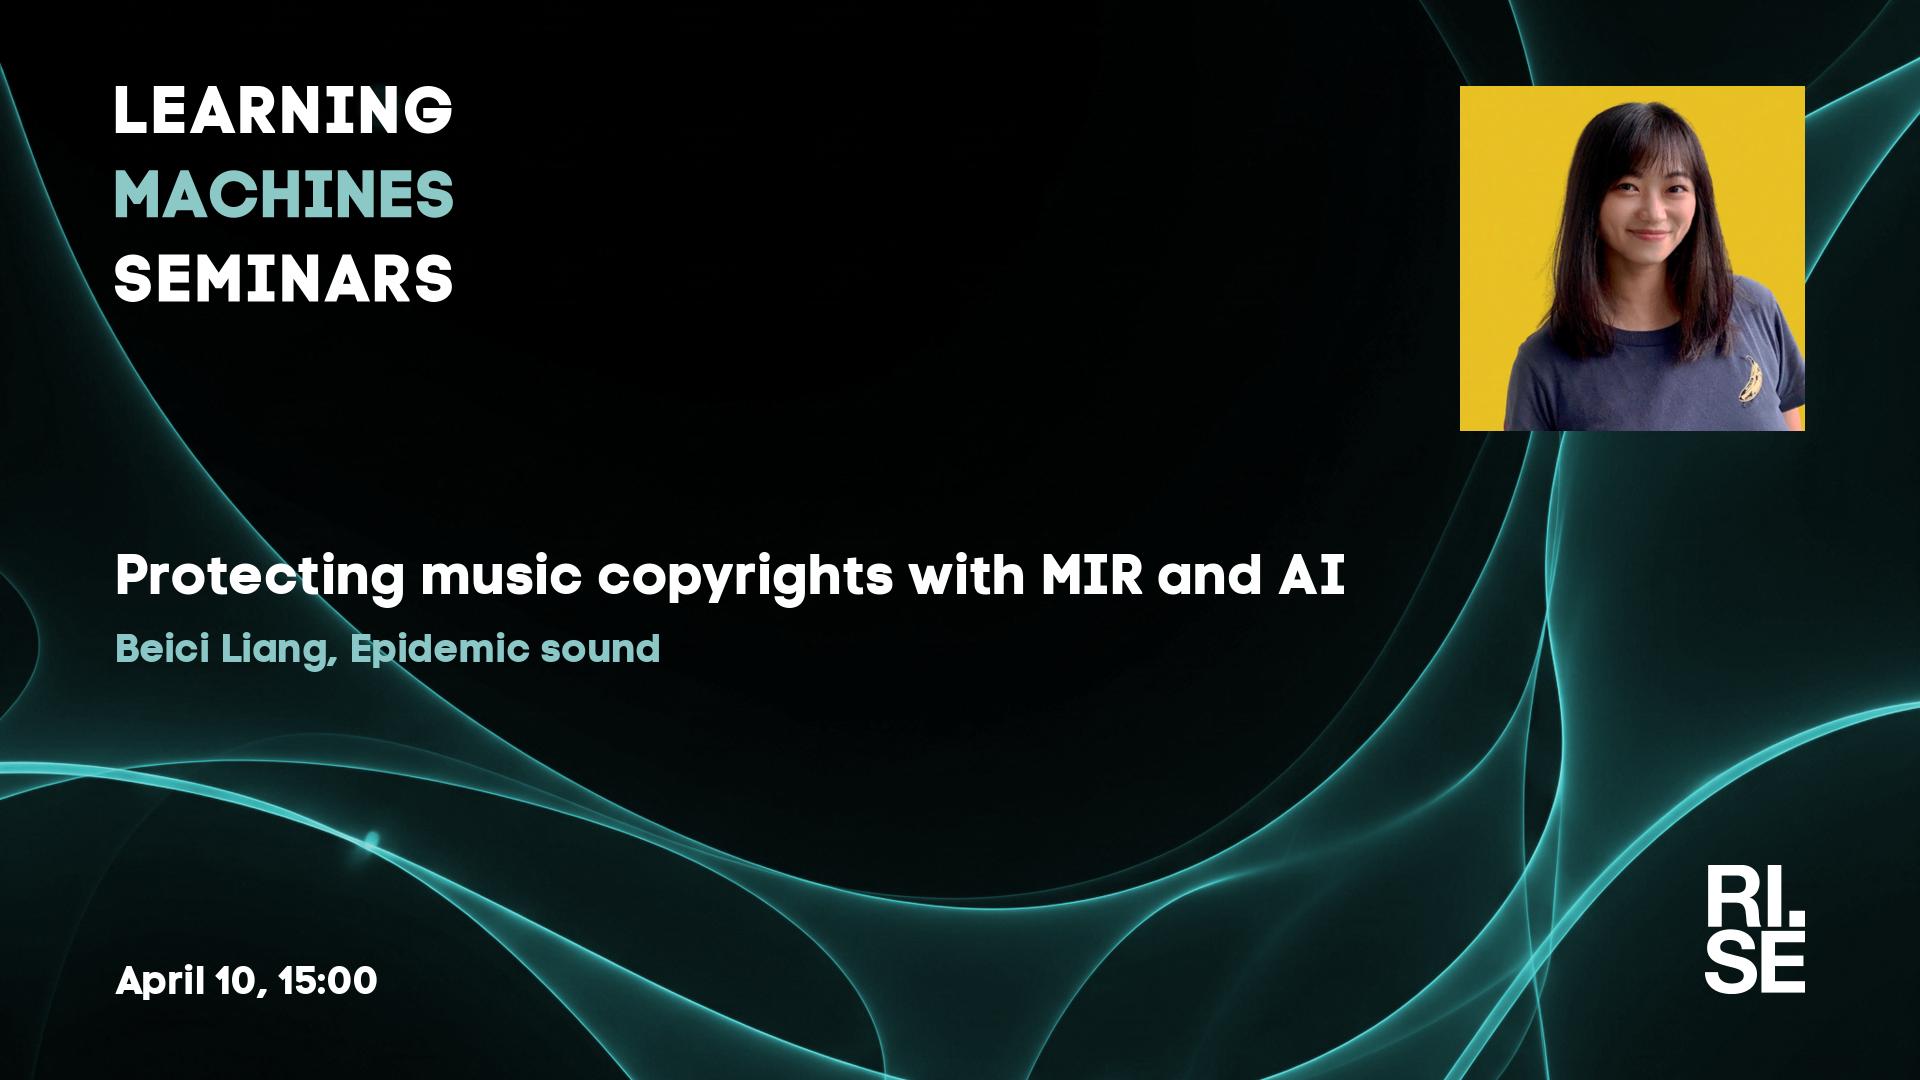 LEARNING
MACHINES
SEMINARS
Protecting music copyrights with MIR and AI
Beici Liang, Epidemic sound
April 10, 15:00
RI.
SE